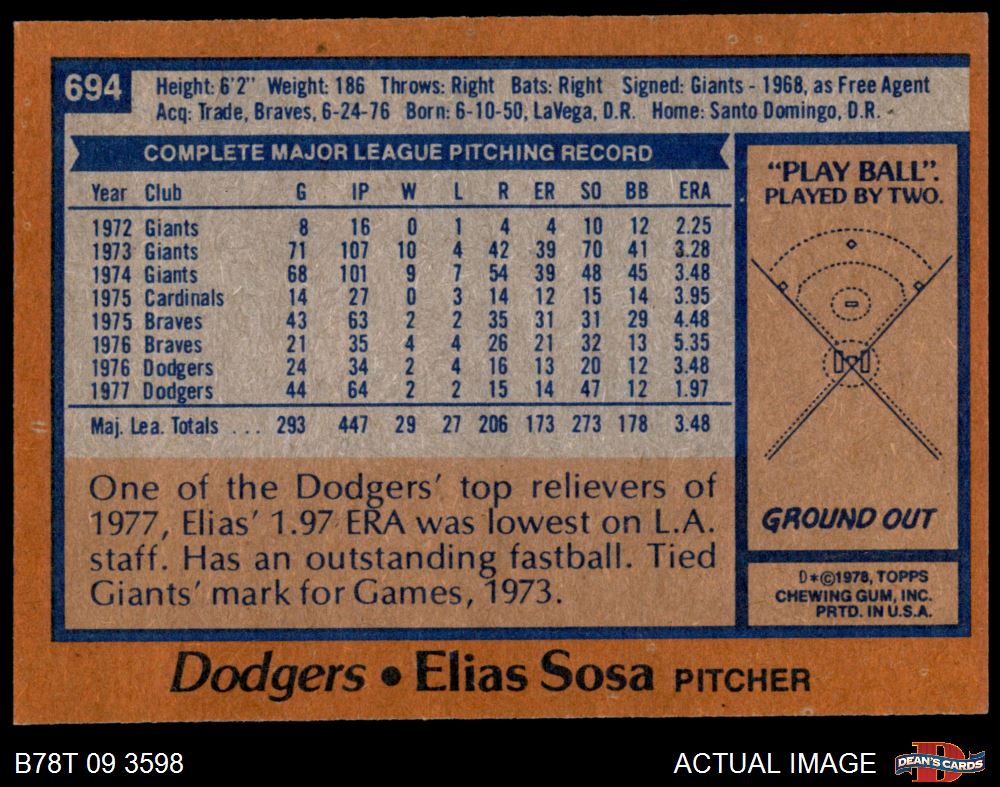 694
Height: 6'2" Weight: 186 Throws: Right Bats: Right Signed: Giants - 1968, as Free Agent
Acq: Trade, Braves, 6-24-76 Born: 6-10-50, LaVega, D.R. Home: Santo Domingo, D.R.
COMPLETE MAJOR LEAGUE PITCHING RECORD
Year Club G IP W L R ER SO BB ERA
1972 Giants 8 16 0 1 4 4 10 12 2.25
1973 Giants 71 107 10 4 42 39 70 41 3.28
1974 Giants 68 101 9 7 54 39 48 45 3.48
1975 Cardinals 14 27 0 3 14 12 15 14 3.95
1975 Braves 43 63 2 2 35 31 31 29 4.48
1976 Braves 21 35 4 4 26 21 32 13 5.35
1976 Dodgers 24 34 2 4 16 13 20 12 3.48
1977 Dodgers 44 64 2 2 15 14 47 12 1.97
Maj. Lea. Totals . . . 293 447 29 27 206 173 273 178 3.48
One of the Dodgers' top relievers of
1977, Elias' 1.97 ERA was lowest on L.A.
staff. Has an outstanding fastball. Tied
Giants' mark for Games, 1973.
"PLAY BALL".
PLAYED BY TWO.
GROUND OUT
D*©1978, TOPPS
CHEWING GUM, INC.
PRTD. IN U.S.A.
Dodgers • Elias Sosa PITCHER
B78T 09 3598
ACTUAL IMAGE
DEAN'S CARDS